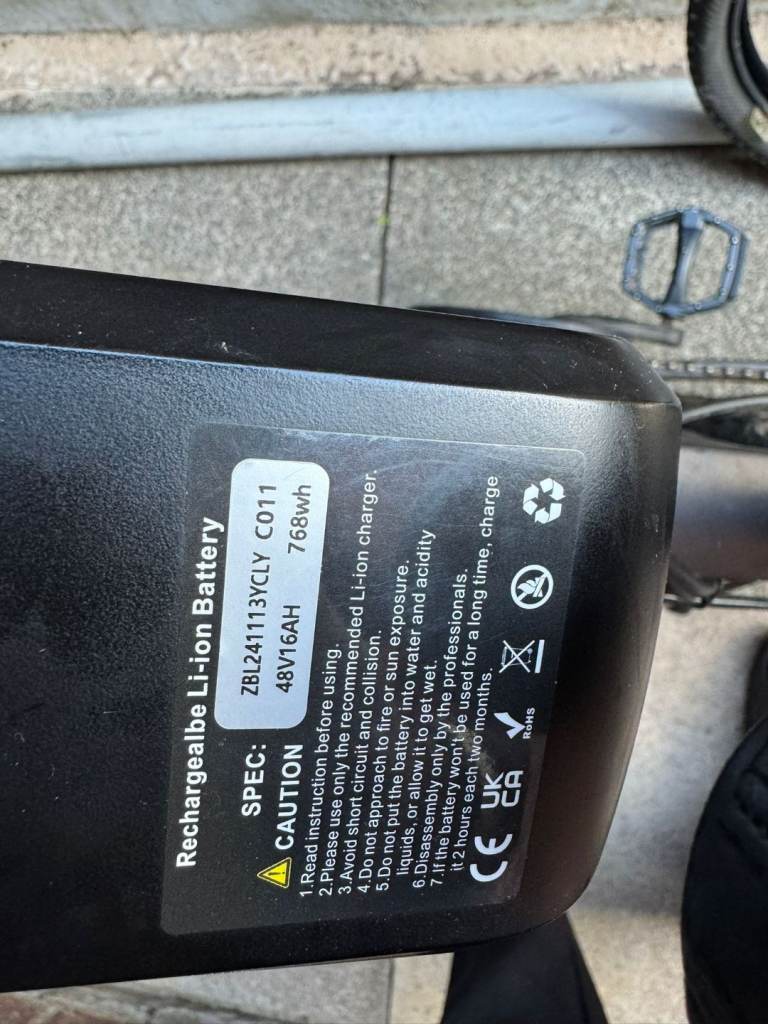 Rechargealbe Li-ion Battery
SPEC: ZBL241113YCLY C011
48V16AH 768wh
CAUTION
1.Read instruction before using.
2.Please use only the recommended Li-ion charger.
3.Avoid short circuit and collision.
4.Do not approach to fire or sun exposure.
5.Do not put the battery into water and acidity
liquids, or allow it to get wet.
6.Disassembly only by the professionals.
7.If the battery won't be used for a long time, charge
it 2 hours each two months.
CE UKCA RoHS